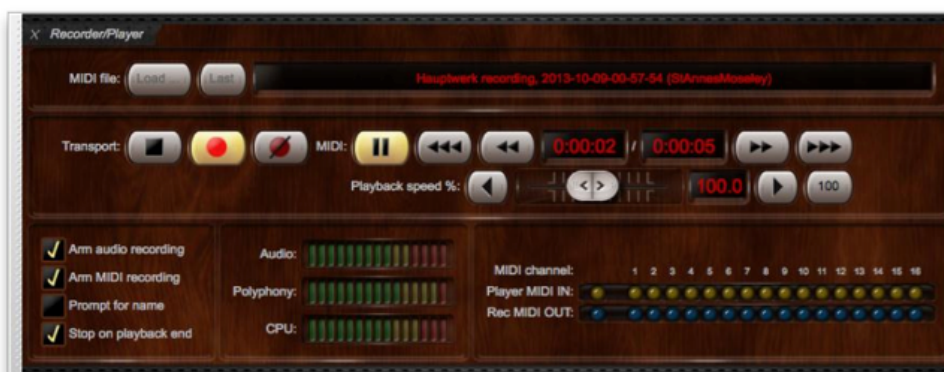 X Recorder/Player
MIDI file: Load ... Last Hauptwerk recording, 2013-10-09-00-57-54 (StAnnesMoseley)
Transport: MIDI: 0:00:02 / 0:00:05
Playback speed %: < > 100.0 100
Arm audio recording
Arm MIDI recording
Prompt for name
Stop on playback end
Audio:
Polyphony:
CPU:
MIDI channel: 1 2 3 4 5 6 7 8 9 10 11 12 13 14 15 16
Player MIDI IN:
Rec MIDI OUT: